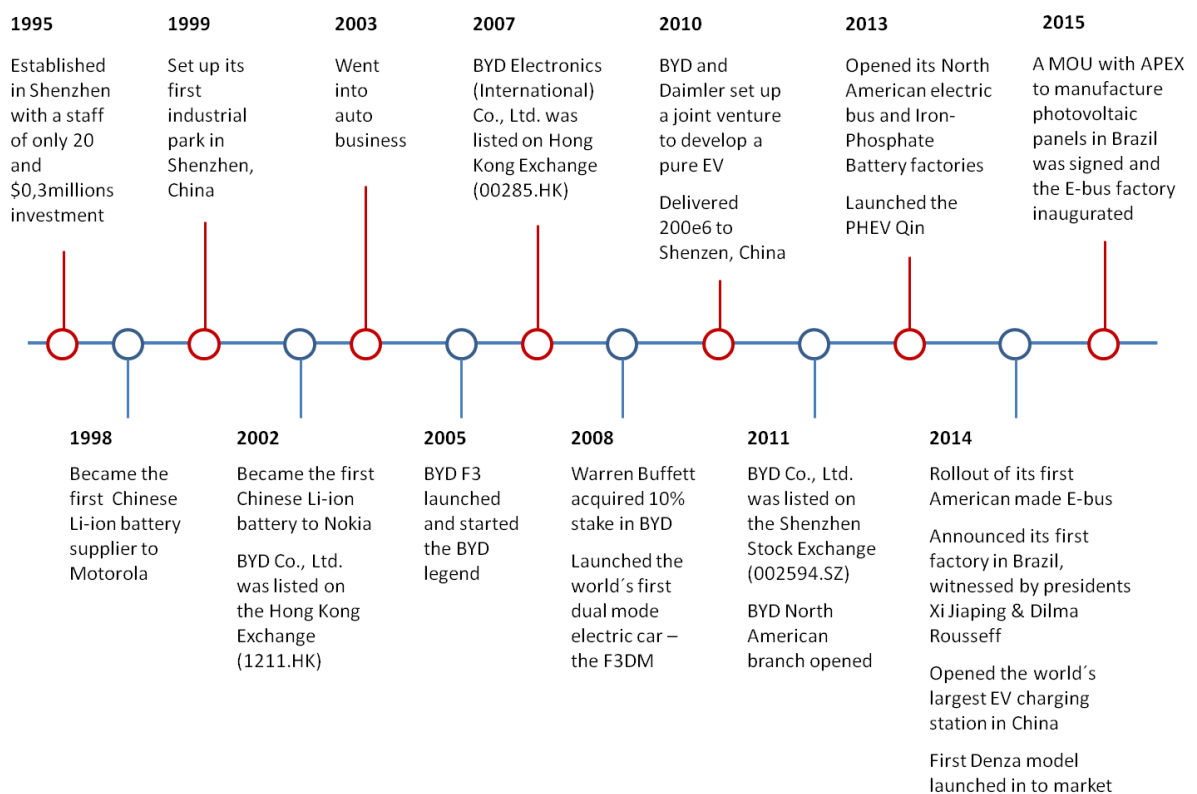 1995
Established
in Shenzhen
with a staff
of only 20
and
$0,3millions
investment
1999
Set up its
first
industrial
park in
Shenzhen,
China
2003
Went
into
auto
business
2007
BYD Electronics
(International)
Co., Ltd. was
listed on Hong
Kong Exchange
(00285.HK)
2010
BYD and
Daimler set up
a joint venture
to develop a
pure EV
Delivered
200e6 to
Shenzen, China
2013
Opened its North
American electric
bus and Iron-
Phosphate
Battery factories
Launched the
PHEV Qin
2015
A MOU with APEX
to manufacture
photovoltaic
panels in Brazil
was signed and
the E-bus factory
inaugurated
1998
Became the
first Chinese
Li-ion battery
supplier to
Motorola
2002
Became the first
Chinese Li-ion
battery to Nokia
BYD Co., Ltd.
was listed on
the Hong Kong
Exchange
(1211.HK)
2005
BYD F3
launched
and started
the BYD
legend
2008
Warren Buffett
acquired 10%
stake in BYD
Launched the
world´s first
dual mode
electric car –
the F3DM
2011
BYD Co., Ltd.
was listed on
the Shenzhen
Stock Exchange
(002594.SZ)
BYD North
American
branch opened
2014
Rollout of its first
American made E-bus
Announced its first
factory in Brazil,
witnessed by presidents
Xi Jiaping & Dilma
Rousseff
Opened the world´s
largest EV charging
station in China
First Denza model
launched in to market